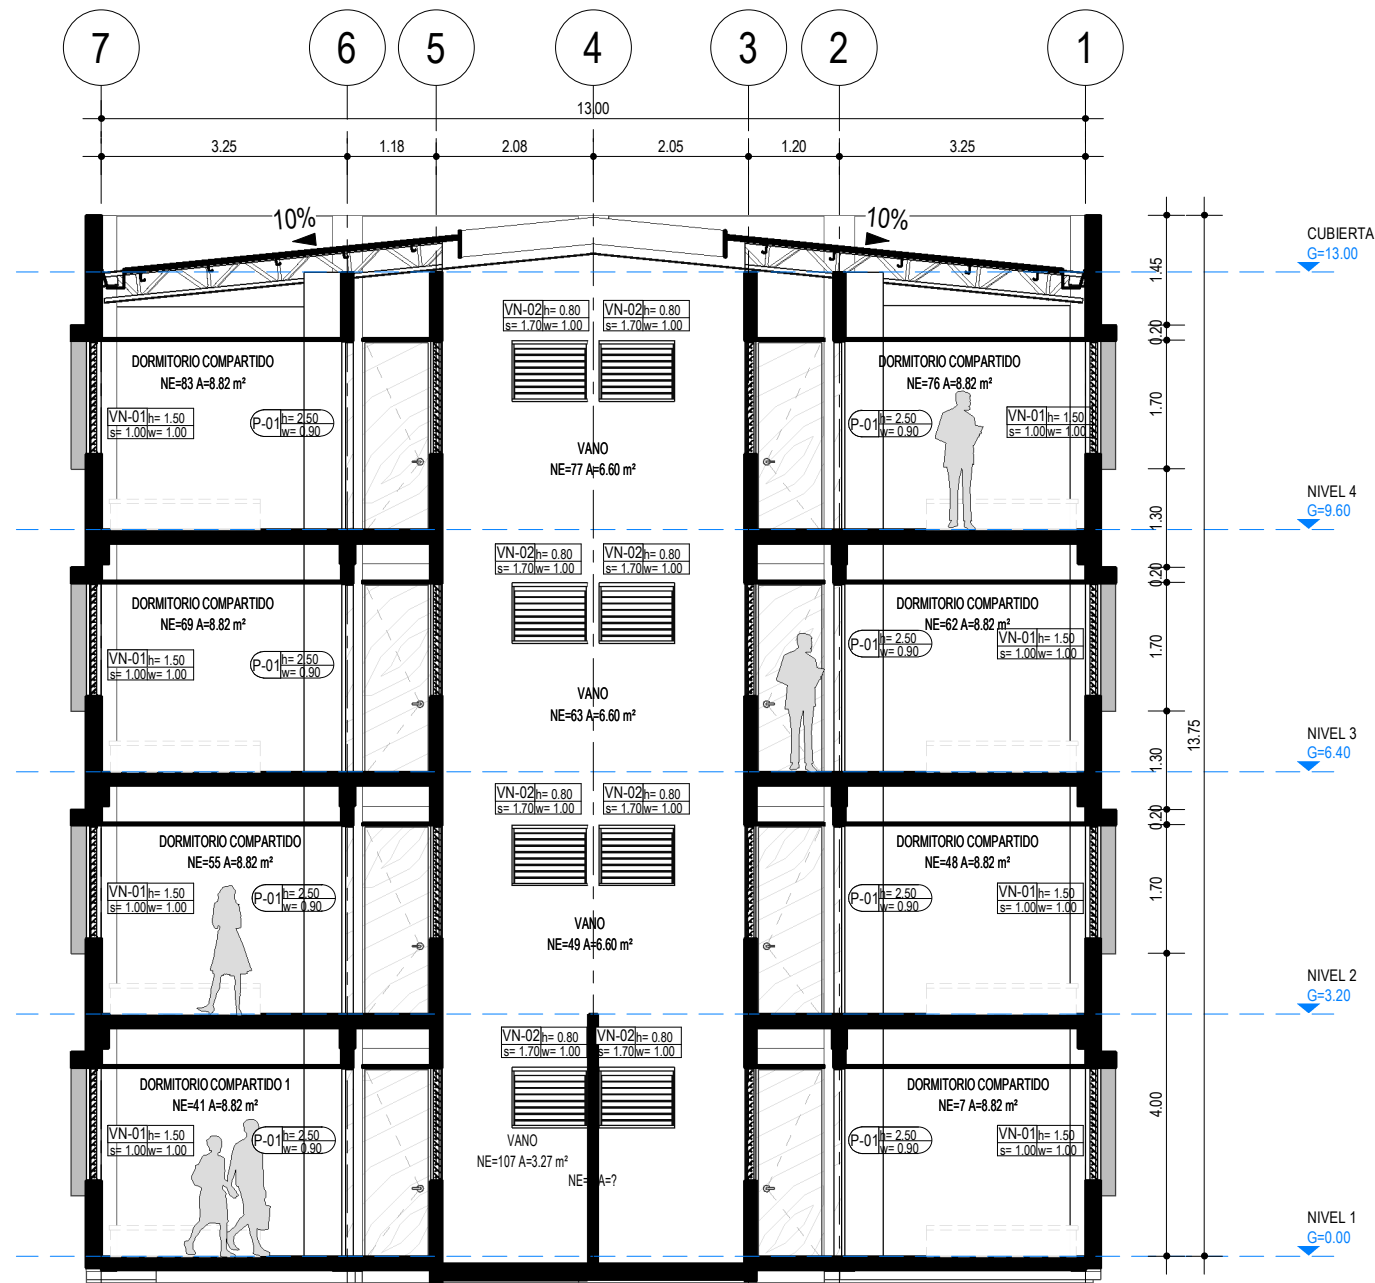 7 6 5 4 3 2 1
13.00
3.25 1.18 2.08 2.05 1.20 3.25
10% 10%
CUBIERTA
G=13.00
1.45
0.20
VN-02 h= 0.80 VN-02 h= 0.80
s= 1.70 w= 1.00 s= 1.70 w= 1.00
DORMITORIO COMPARTIDO
NE=83 A=8.82 m²
DORMITORIO COMPARTIDO
NE=76 A=8.82 m²
VN-01 h= 1.50
s= 1.00 w= 1.00
P-01 h= 2.50
w= 0.90
P-01 h= 2.50
w= 0.90
VN-01 h= 1.50
s= 1.00 w= 1.00
1.70
VANO
NE=77 A=6.60 m²
NIVEL 4
G=9.60
1.30
0.20
VN-02 h= 0.80 VN-02 h= 0.80
s= 1.70 w= 1.00 s= 1.70 w= 1.00
DORMITORIO COMPARTIDO
NE=69 A=8.82 m²
DORMITORIO COMPARTIDO
NE=62 A=8.82 m²
VN-01 h= 1.50
s= 1.00 w= 1.00
P-01 h= 2.50
w= 0.90
P-01 h= 2.50
w= 0.90
VN-01 h= 1.50
s= 1.00 w= 1.00
1.70
VANO
NE=63 A=6.60 m²
13.75
NIVEL 3
G=6.40
1.30
0.20
VN-02 h= 0.80 VN-02 h= 0.80
s= 1.70 w= 1.00 s= 1.70 w= 1.00
DORMITORIO COMPARTIDO
NE=55 A=8.82 m²
DORMITORIO COMPARTIDO
NE=48 A=8.82 m²
VN-01 h= 1.50
s= 1.00 w= 1.00
P-01 h= 2.50
w= 0.90
P-01 h= 2.50
w= 0.90
VN-01 h= 1.50
s= 1.00 w= 1.00
1.70
VANO
NE=49 A=6.60 m²
NIVEL 2
G=3.20
VN-02 h= 0.80 VN-02 h= 0.80
s= 1.70 w= 1.00 s= 1.70 w= 1.00
DORMITORIO COMPARTIDO 1
NE=41 A=8.82 m²
DORMITORIO COMPARTIDO
NE=7 A=8.82 m²
VN-01 h= 1.50
s= 1.00 w= 1.00
P-01 h= 2.50
w= 0.90
P-01 h= 2.50
w= 0.90
VN-01 h= 1.50
s= 1.00 w= 1.00
4.00
VANO
NE=107 A=3.27 m²
A=?
NIVEL 1
G=0.00